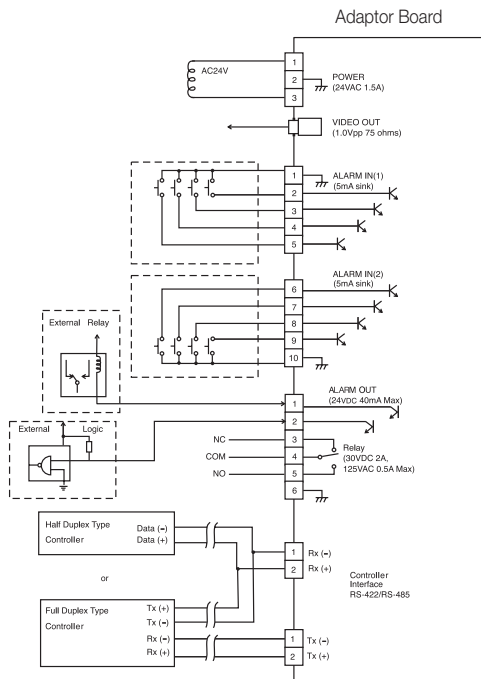 Adaptor Board
AC24V
1
2
3
POWER
(24VAC 1.5A)
VIDEO OUT
(1.0Vpp 75 ohms)
1
2
3
4
5
ALARM IN(1)
(5mA sink)
6
7
8
9
10
ALARM IN(2)
(5mA sink)
External Relay
External Logic
1
2
3
4
5
6
ALARM OUT
(24VDC 40mA Max)
NC
COM
NO
Relay
(30VDC 2A,
125VAC 0.5A Max)
Half Duplex Type
Controller
Data (-)
Data (+)
or
Full Duplex Type
Contoroller
Tx (+)
Tx (-)
Rx (-)
Rx (+)
1 Rx (-)
2 Rx (+)
Controller
Interface
RS-422/RS-485
1 Tx (-)
2 Tx (+)